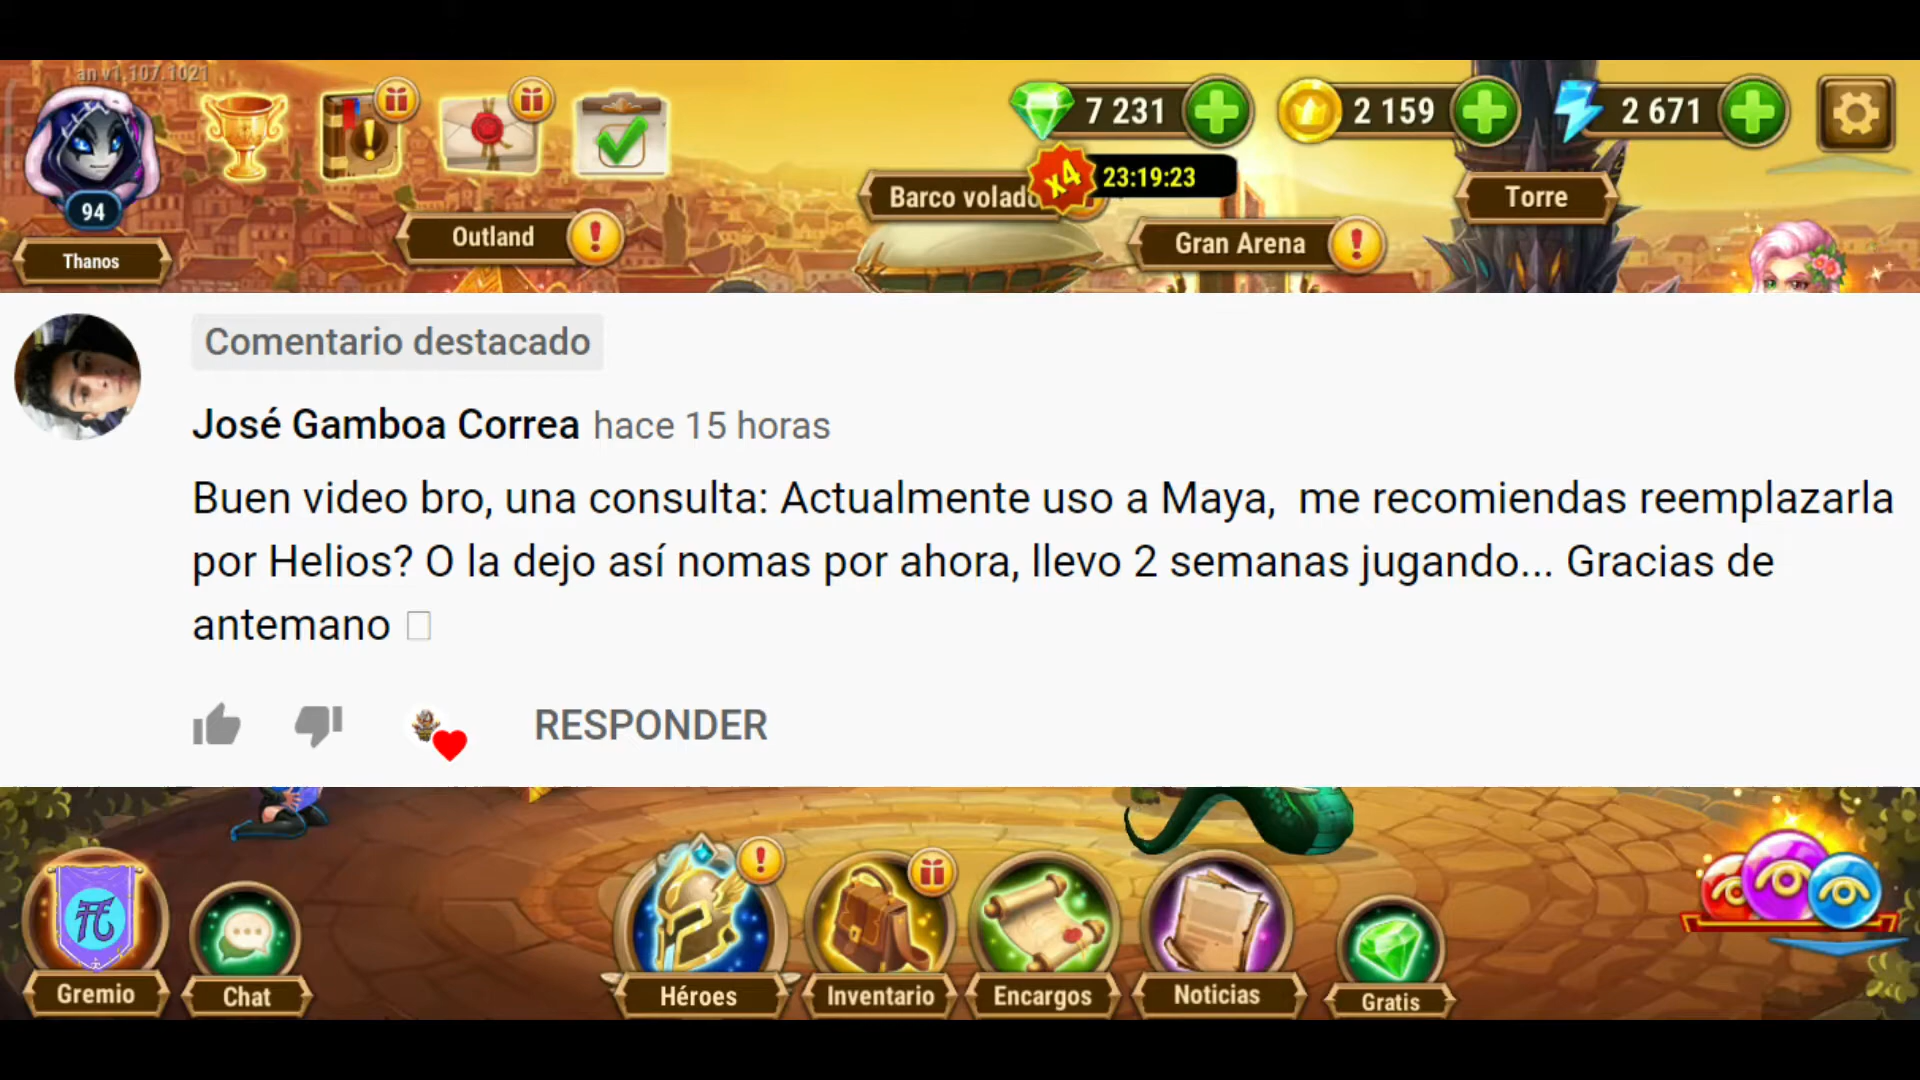 an v1.107.1021
7 231
2 159
2 671
94
Thanos
Outland
Barco volado
x4
23:19:23
Gran Arena
Torre
Comentario destacado
José Gamboa Correa hace 15 horas
Buen video bro, una consulta: Actualmente uso a Maya, me recomiendas reemplazarla
por Helios? O la dejo así nomas por ahora, llevo 2 semanas jugando... Gracias de
antemano
RESPONDER
Gremio
Chat
Héroes
Inventario
Encargos
Noticias
Gratis